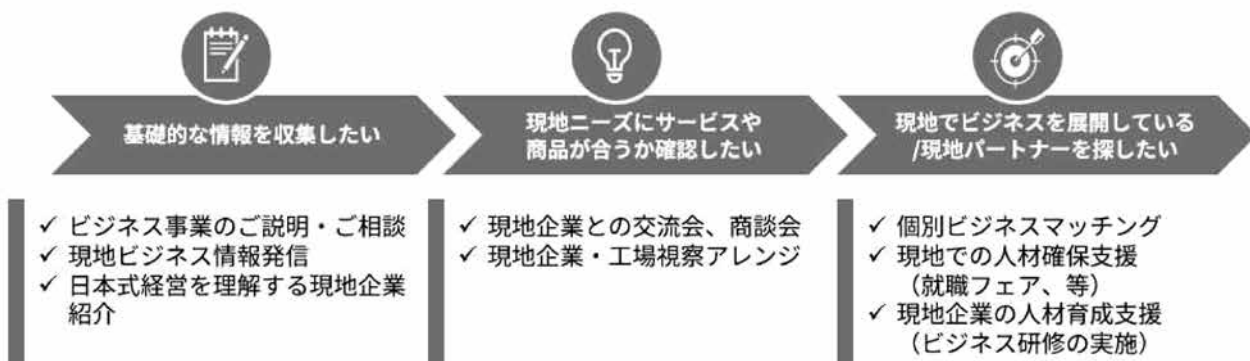 基礎的な情報を収集したい
✓ ビジネス事業のご説明・ご相談
✓ 現地ビジネス情報発信
✓ 日本式経営を理解する現地企業
紹介
現地ニーズにサービスや
商品が合うか確認したい
✓ 現地企業との交流会、商談会
✓ 現地企業・工場視察アレンジ
現地でビジネスを展開している
/現地パートナーを探したい
✓ 個別ビジネスマッチング
✓ 現地での人材確保支援
（就職フェア、等）
✓ 現地企業の人材育成支援
（ビジネス研修の実施）